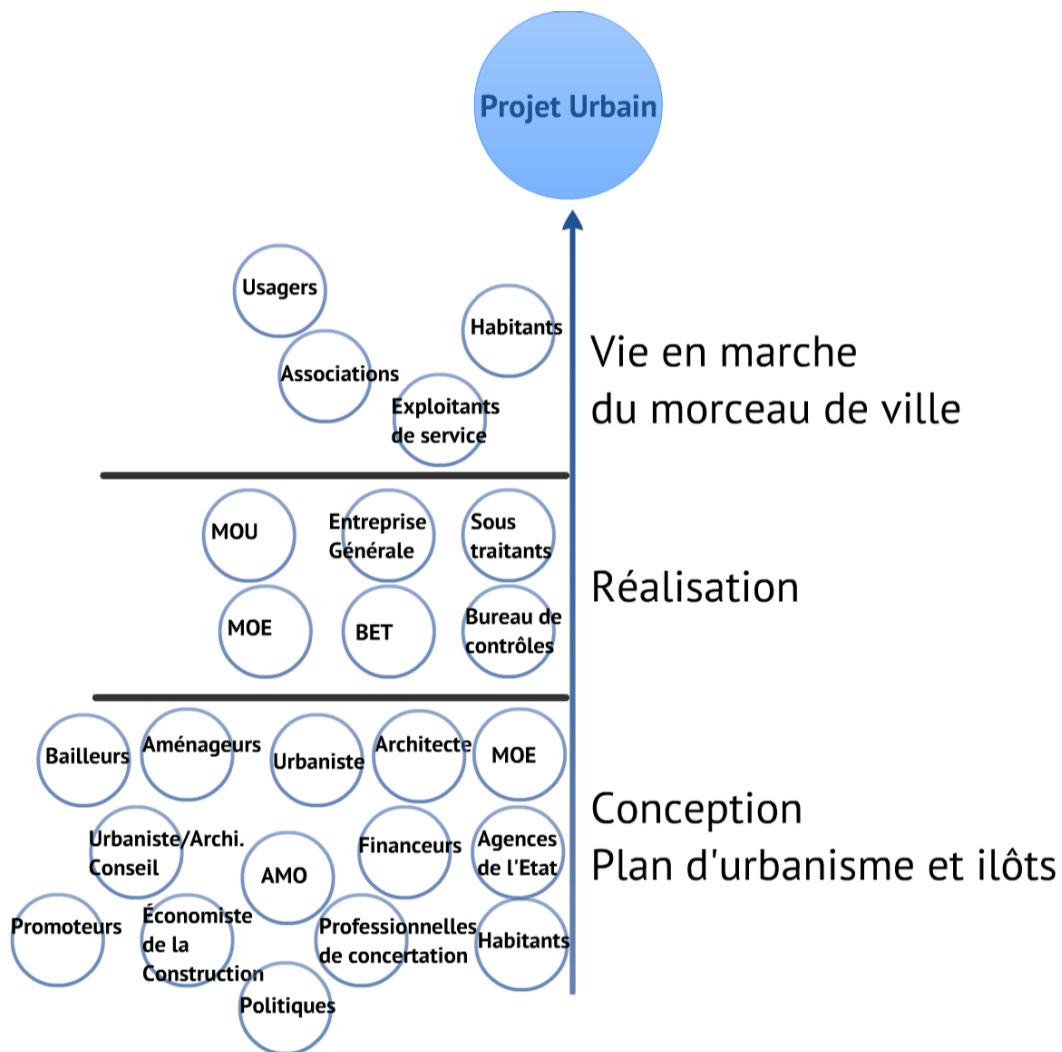 Projet Urbain
Usagers
Habitants
Associations
Exploitants
de service
Vie en marche
du morceau de ville
MOU
Entreprise
Générale
Sous
traitants
MOE
BET
Bureau de
contrôles
Réalisation
Bailleurs
Aménageurs
Urbaniste
Architecte
MOE
Urbaniste/Archi.
Conseil
AMO
Financeurs
Agences
de l'Etat
Conception
Plan d'urbanisme et ilôts
Promoteurs
Économiste
de la
Construction
Professionnelles
de concertation
Habitants
Politiques